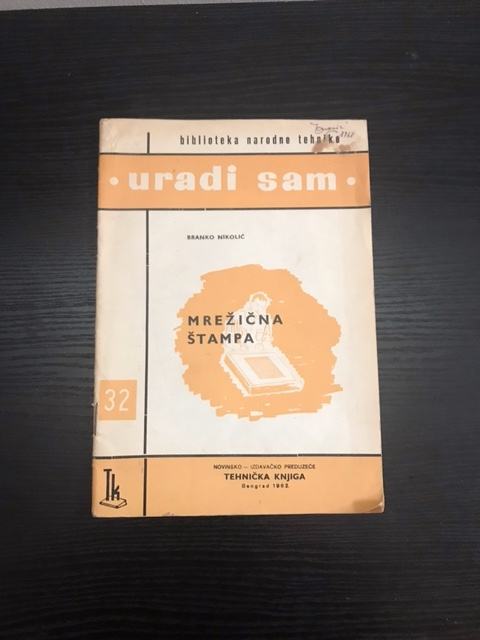 biblioteka narodne tehnike
• uradi sam •
BRANKO NIKOLIĆ
MREŽIČNA
ŠTAMPA
32
Tk
NOVINSKO — IZDAVAČKO PREDUZEĆE
TEHNIČKA KNJIGA
Beograd 1962.